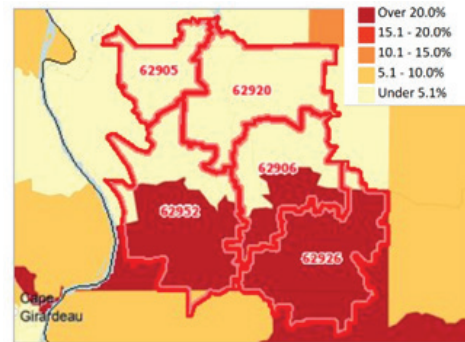 Over 20.0%
15.1 - 20.0%
10.1 - 15.0%
5.1 - 10.0%
Under 5.1%
62905
62920
62906
62952
62926
Cape
Girardeau